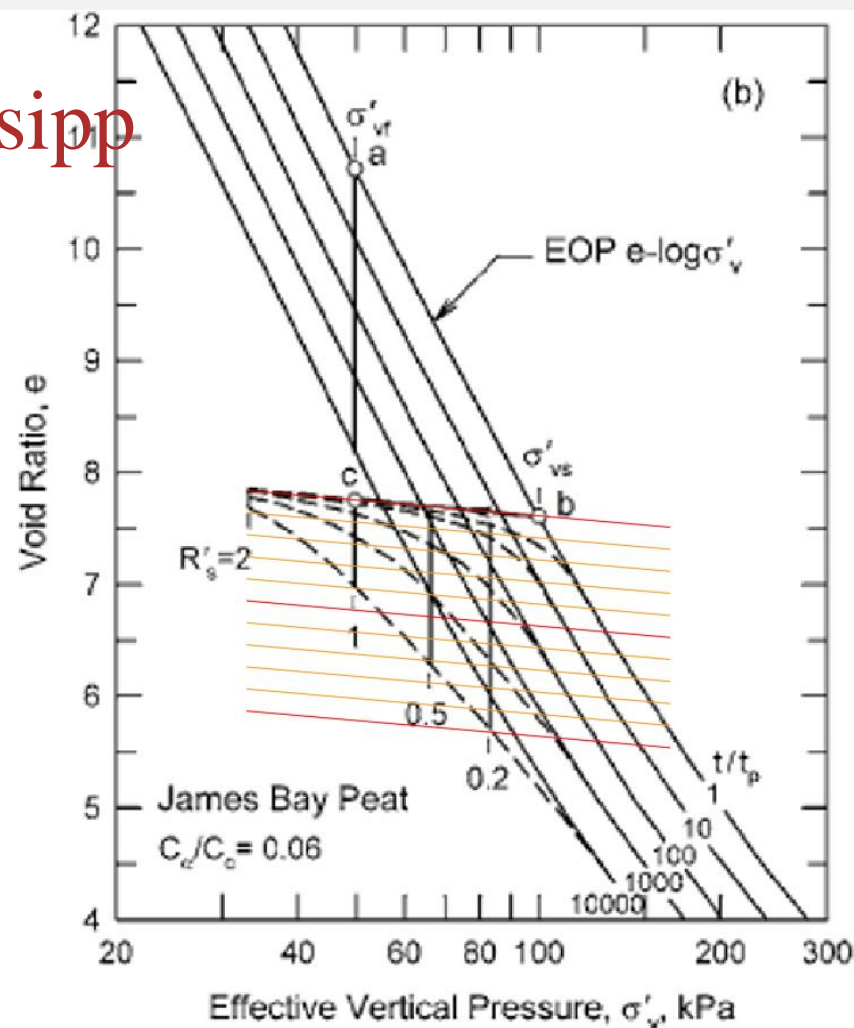 12
(b)
sipp
σ'vf
11
a
10
EOP e-logσ'v
9
Void Ratio, e
8
σ'vs
c
b
R's=2
7
1
6
0.5
0.2
t/tp
1
5
James Bay Peat
10
Cα/Cc= 0.06
100
1000
10000
4
20
40
60
80
100
200
300
Effective Vertical Pressure, σ'v, kPa